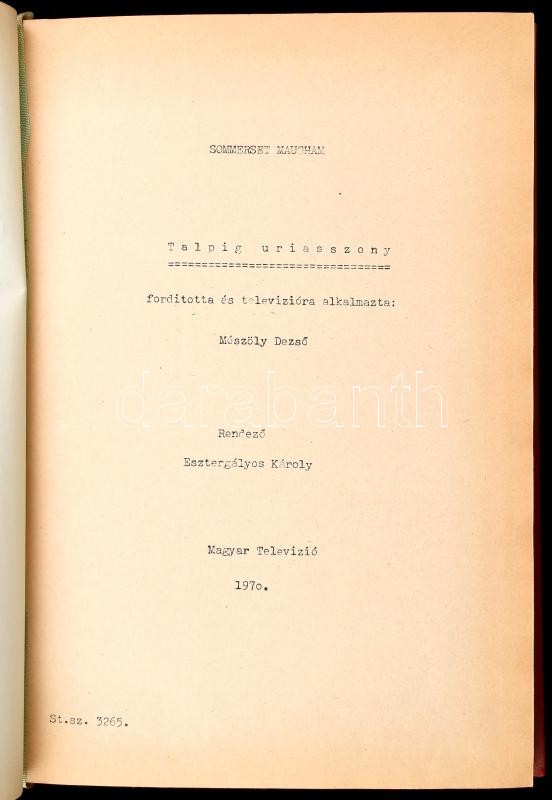 SOMMERSET MAUGHAM
Talpig uriasszony
================================
forditotta és televizióra alkalmazta:
Mészöly Dezső
darabanth
Rendező
Esztergályos Károly
Magyar Televizió
197o.
St.sz. 3265.